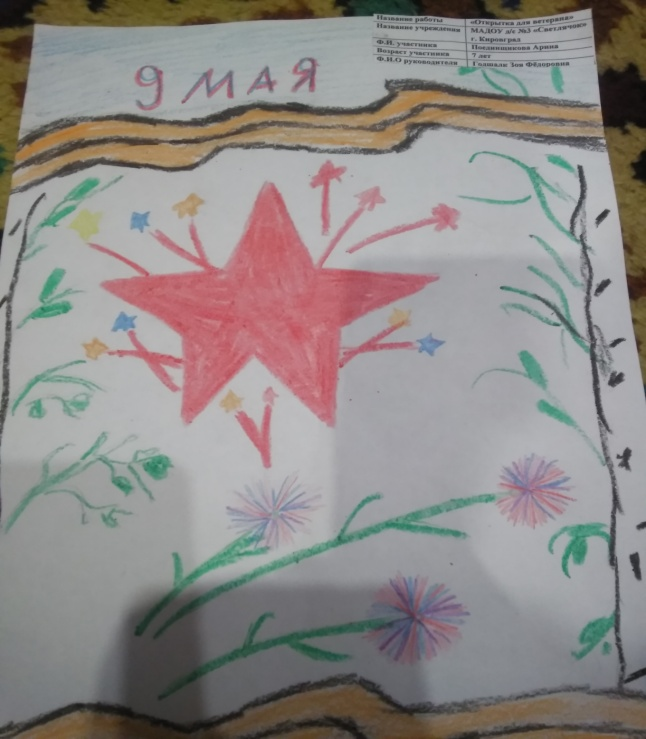 Название работы «Открытка для ветерана»
Название учреждения МАДОУ д/с №3 «Светлячок»
г. Кировград
Ф.И. участника Поединщикова Арина
Возраст участника 7 лет
Ф.И.О руководителя Гоашалк Зоя Фёдоровна
9 МАЯ